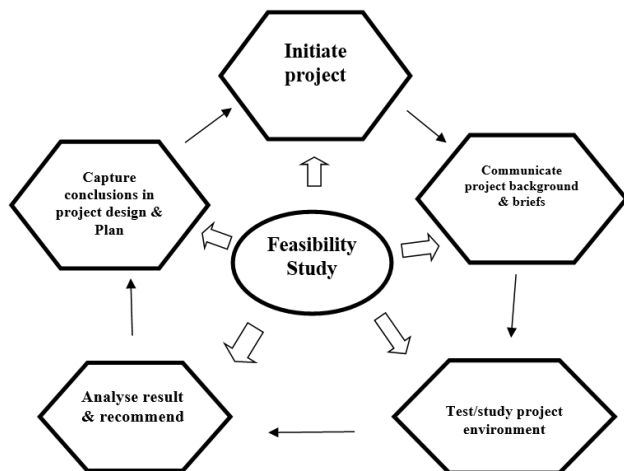 Initiate
project
Communicate
project background
& briefs
Test/study project
environment
Analyse result
& recommend
Capture
conclusions in
project design &
Plan
Feasibility
Study